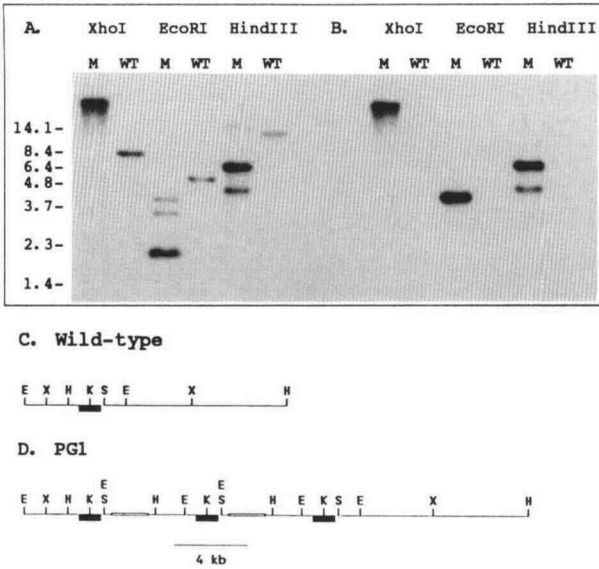 A. XhoI EcoRI HindIII B. XhoI EcoRI HindIII
M WT M WT M WT M WT M WT M WT
14.1-
8.4-
6.4-
4.8-
3.7-
2.3-
1.4-
C. Wild-type
E X H K S E X H
D. PG1
E E
E X H K S H E K S H E K S E X H
4 kb